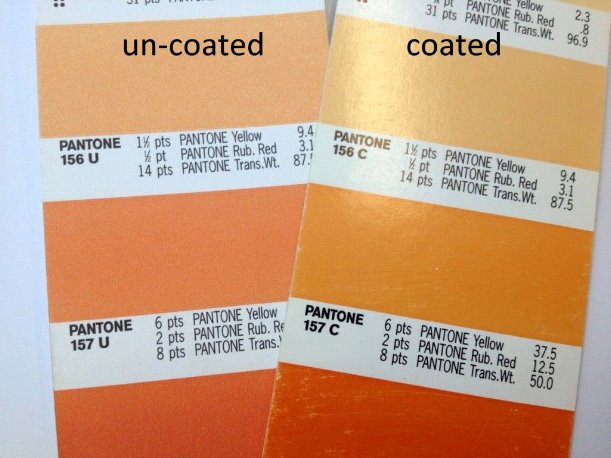 31 pts PANTONE
un-coated
PANTONE
156 U
1½ pts PANTONE Yellow 9.4
½ pt PANTONE Rub. Red 3.1
14 pts PANTONE Trans.Wt. 87.
PANTONE
157 U
6 pts PANTONE Yellow
2 pts PANTONE Rub. Re
8 pts PANTONE Trans.
PANTONE Yellow 2.3
pt PANTONE Rub. Red .8
31 pts PANTONE Trans.Wt. 96.9
coated
PANTONE
156 C
1½ pts PANTONE Yellow 9.4
½ pt PANTONE Rub. Red 3.1
14 pts PANTONE Trans.Wt. 87.5
PANTONE
157 C
6 pts PANTONE Yellow 37.5
2 pts PANTONE Rub. Red 12.5
8 pts PANTONE Trans.Wt. 50.0